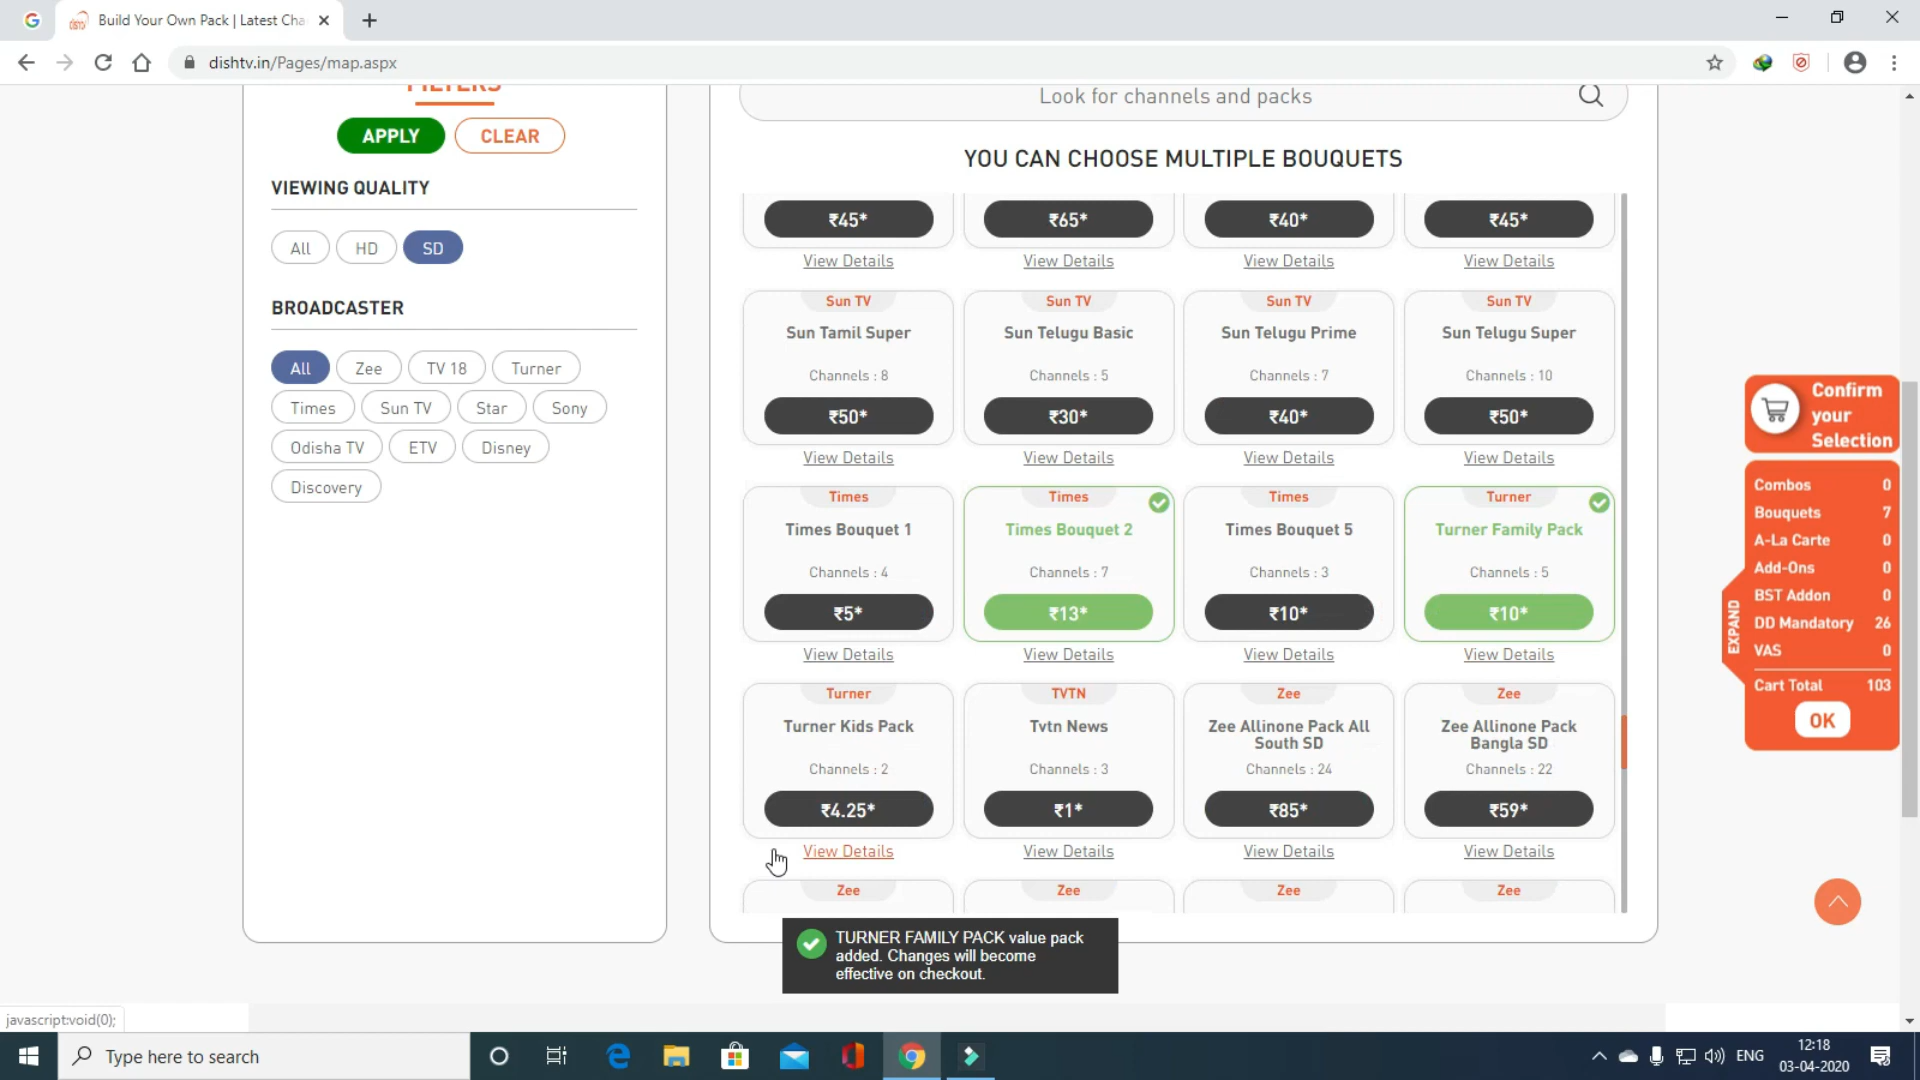 Build Your Own Pack | Latest Cha
dishtv.in/Pages/map.aspx
FILTERS
APPLY
CLEAR
VIEWING QUALITY
All
HD
SD
BROADCASTER
All
Zee
TV 18
Turner
Times
Sun TV
Star
Sony
Odisha TV
ETV
Disney
Discovery
Look for channels and packs
YOU CAN CHOOSE MULTIPLE BOUQUETS
₹45*
₹65*
₹40*
₹45*
View Details
View Details
View Details
View Details
Sun TV
Sun TV
Sun TV
Sun TV
Sun Tamil Super
Sun Telugu Basic
Sun Telugu Prime
Sun Telugu Super
Channels : 8
Channels : 5
Channels : 7
Channels : 10
₹50*
₹30*
₹40*
₹50*
View Details
View Details
View Details
View Details
Times
Times
Times
Turner
Times Bouquet 1
Times Bouquet 2
Times Bouquet 5
Turner Family Pack
Channels : 4
Channels : 7
Channels : 3
Channels : 5
₹5*
₹13*
₹10*
₹10*
View Details
View Details
View Details
View Details
Turner
TVTN
Zee
Zee
Turner Kids Pack
Tvtn News
Zee Allinone Pack All
South SD
Zee Allinone Pack
Bangla SD
Channels : 2
Channels : 3
Channels : 24
Channels : 22
₹4.25*
₹1*
₹85*
₹59*
View Details
View Details
View Details
View Details
Zee
Zee
Zee
Zee
TURNER FAMILY PACK value pack
added. Changes will become
effective on checkout.
Confirm
your
Selection
EXPAND
Combos 0
Bouquets 7
A-La Carte 0
Add-Ons 0
BST Addon 0
DD Mandatory 26
VAS 0
Cart Total 103
OK
javascript:void(0);
Type here to search
ENG
12:18
03-04-2020